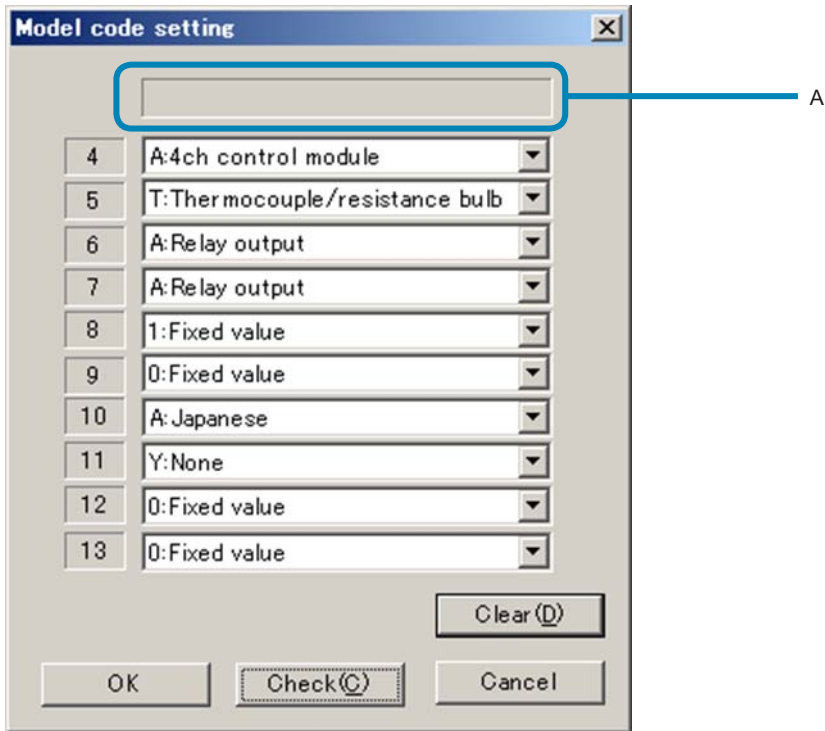 Model code setting
A
4 A:4ch control module
5 T:Thermocouple/resistance bulb
6 A:Relay output
7 A:Relay output
8 1:Fixed value
9 0:Fixed value
10 A:Japanese
11 Y:None
12 0:Fixed value
13 0:Fixed value
Clear(D)
OK Check(C) Cancel